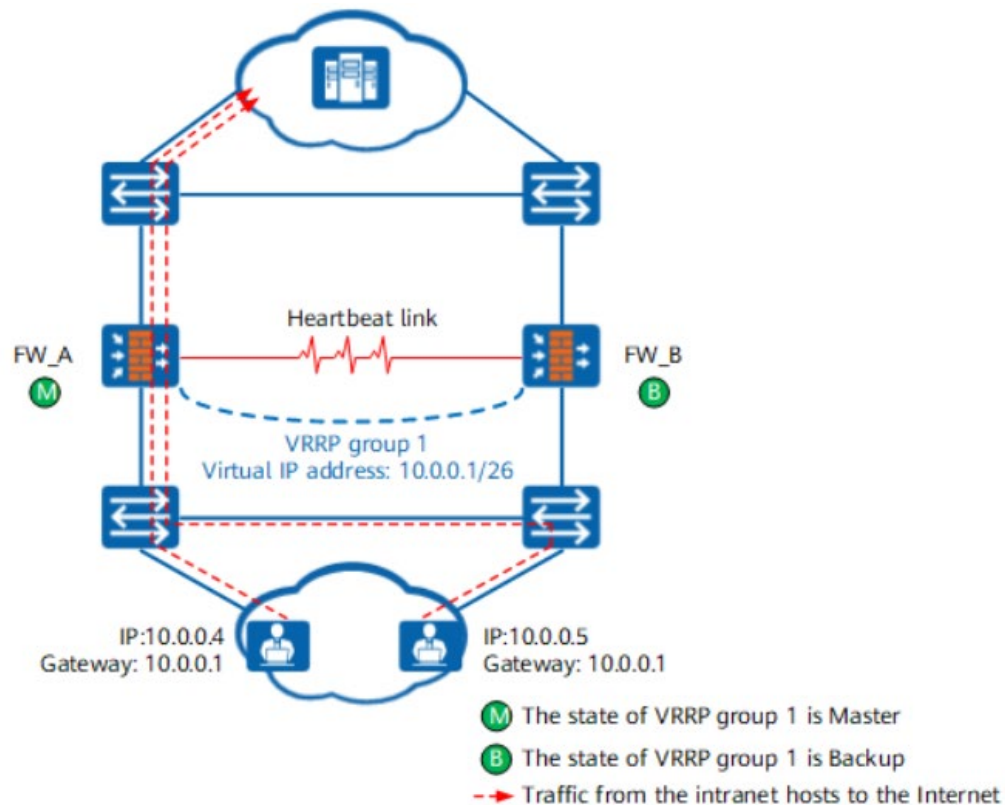 Heartbeat link
FW_A
FW_B
M
B
VRRP group 1
Virtual IP address: 10.0.0.1/26
IP:10.0.0.4
Gateway: 10.0.0.1
IP:10.0.0.5
Gateway: 10.0.0.1
M The state of VRRP group 1 is Master
B The state of VRRP group 1 is Backup
Traffic from the intranet hosts to the Internet